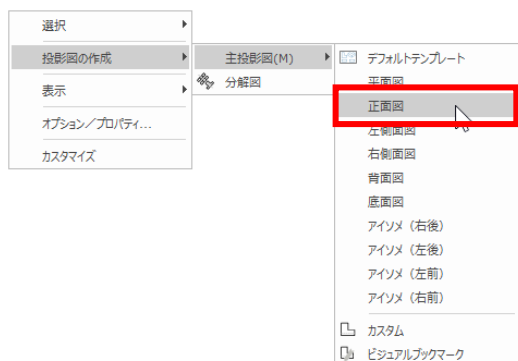 選択
投影図の作成
表示
オプション／プロパティ...
カスタマイズ
主投影図(M)
分解図
デフォルトテンプレート
平面図
正面図
左側面図
右側面図
背面図
底面図
アイソメ（右後）
アイソメ（左後）
アイソメ（左前）
アイソメ（右前）
カスタム
ビジュアルブックマーク